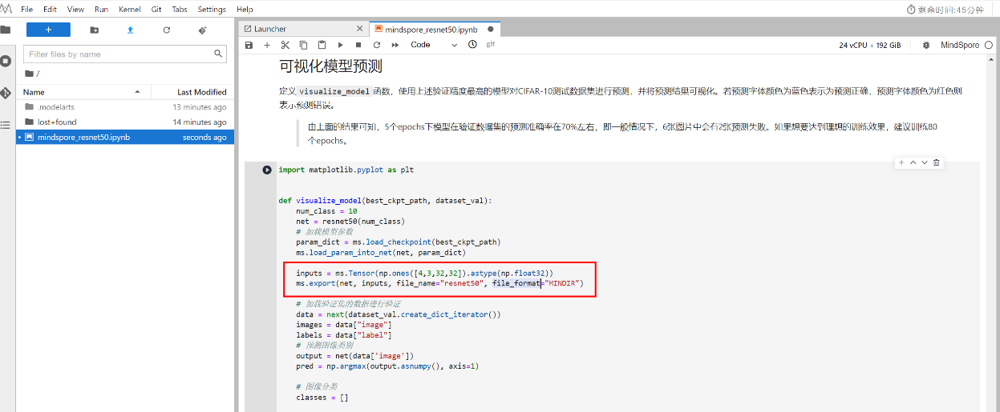 File Edit View Run Kernel Git Tabs Settings Help
剩余时间:45分钟
Launcher
mindspore_resnet50.ipynb
Filter files by name
Code
git
24 vCPU + 192 GiB
MindSpore
/
Name Last Modified
.modelarts 13 minutes ago
lost+found 14 minutes ago
mindspore_resnet50.ipynb seconds ago
可视化模型预测
定义 visualize_model 函数，使用上述验证精度最高的模型对CIFAR-10测试数据集进行预测，并将预测结果可视化。若预测字体颜色为蓝色表示为预测正确，预测字体颜色为红色则
表示预测错误。
由上面的结果可知，5个epochs下模型在验证数据集的预测准确率在70%左右，即一般情况下，6张图片中会有2张预测失败。如果想要达到理想的训练效果，建议训练80
个epochs。
import matplotlib.pyplot as plt
def visualize_model(best_ckpt_path, dataset_val):
num_class = 10
net = resnet50(num_class)
# 加载模型参数
param_dict = ms.load_checkpoint(best_ckpt_path)
ms.load_param_into_net(net, param_dict)
inputs = ms.Tensor(np.ones([4,3,32,32]).astype(np.float32))
ms.export(net, inputs, file_name="resnet50", file_format="MINDIR")
# 加载验证集的数据进行验证
data = next(dataset_val.create_dict_iterator())
images = data["image"]
labels = data["label"]
# 预测图像类别
output = net(data['image'])
pred = np.argmax(output.asnumpy(), axis=1)
# 图像分类
classes = []